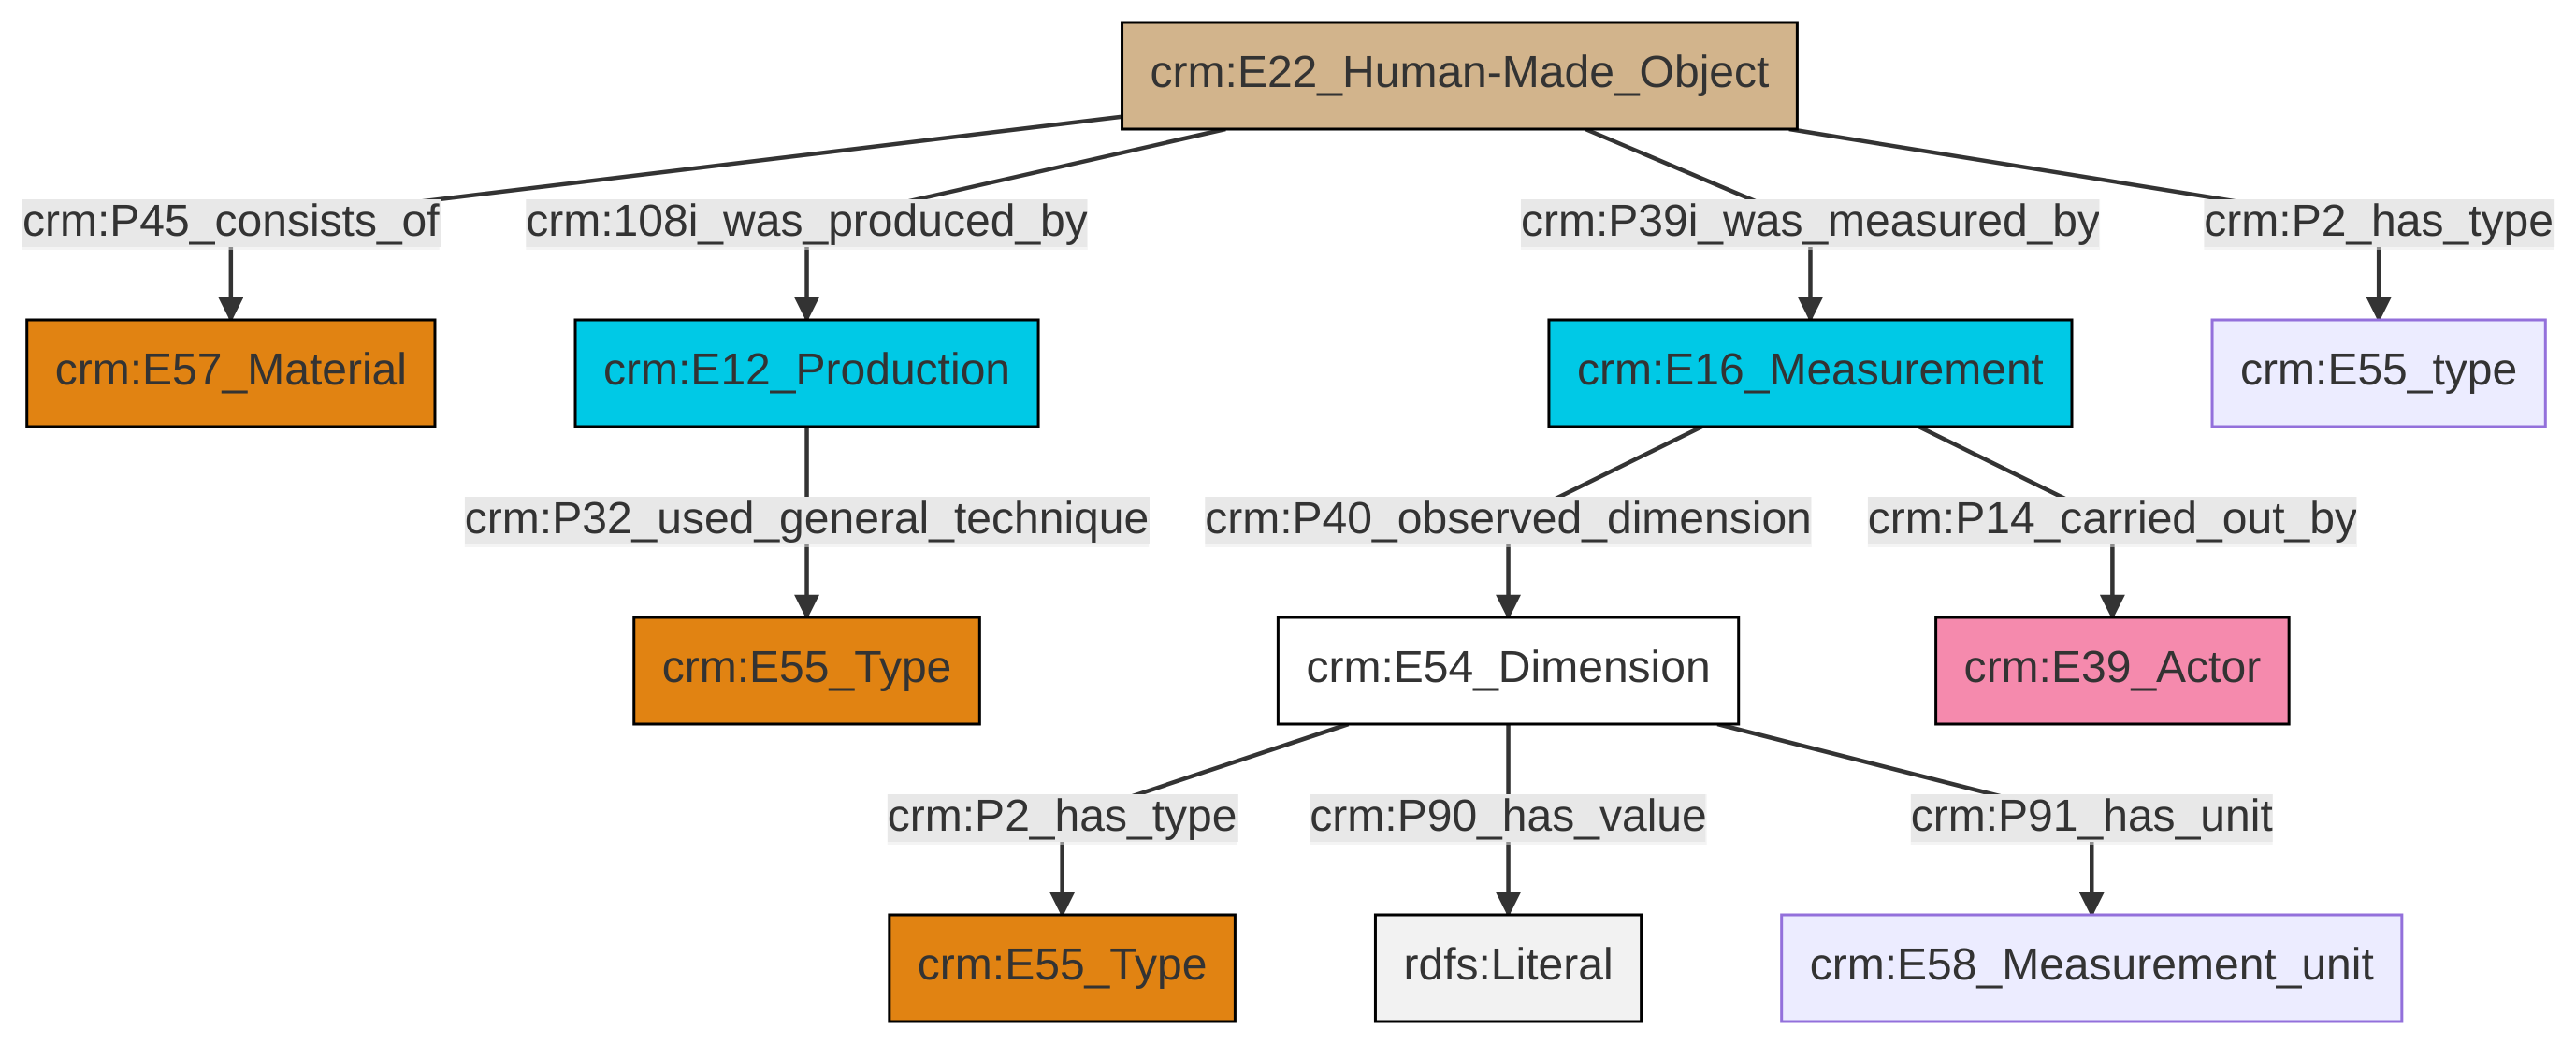 crm:E22_Human-Made_Object
crm:P45_consists_of
crm:108i_was_produced_by
crm:P39i_was_measured_by
crm:P2_has_type
crm:E57_Material
crm:E12_Production
crm:E16_Measurement
crm:E55_type
crm:P32_used_general_technique
crm:P40_observed_dimension
crm:P14_carried_out_by
crm:E55_Type
crm:E54_Dimension
crm:E39_Actor
crm:P2_has_type
crm:P90_has_value
crm:P91_has_unit
crm:E55_Type
rdfs:Literal
crm:E58_Measurement_unit